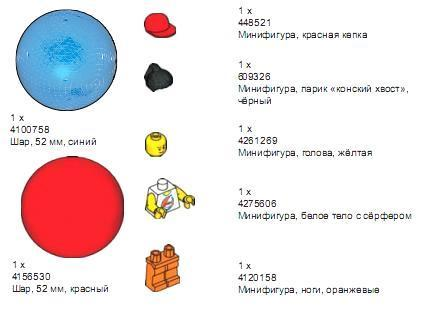 1 x
4100758
Шар, 52 мм, синий
1 x
4156530
Шар, 52 мм, красный
1 x
448521
Минифигура, красная кепка
1 x
609326
Минифигура, парик «конский хвост»,
чёрный
1 x
4261269
Минифигура, голова, жёлтая
1 x
4275606
Минифигура, белое тело с сёрфером
1 x
4120158
Минифигура, ноги, оранжевые